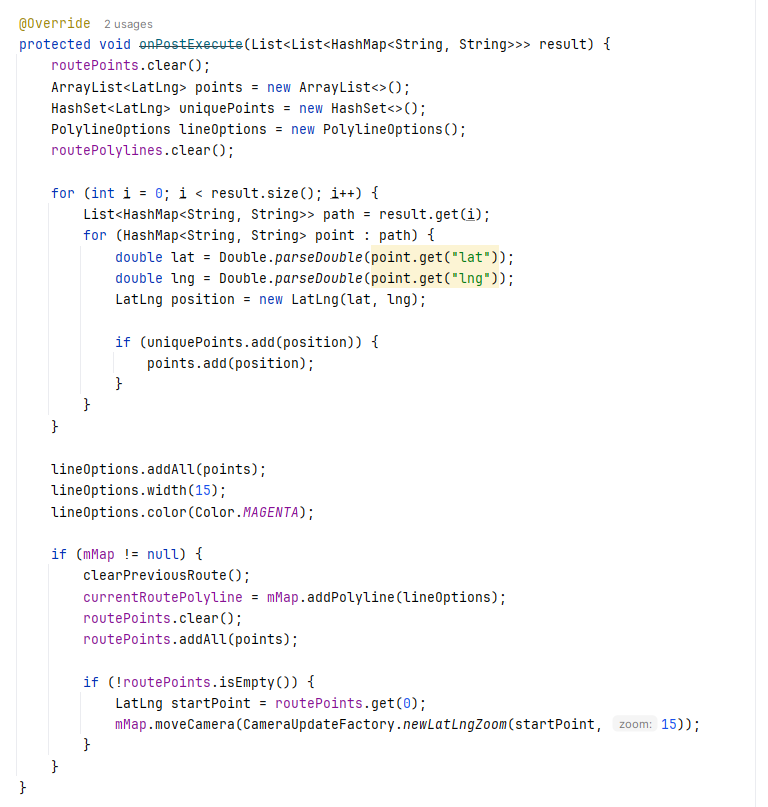 @Override 2 usages
protected void onPostExecute(List<List<HashMap<String, String>>> result) {
    routePoints.clear();
    ArrayList<LatLng> points = new ArrayList<>();
    HashSet<LatLng> uniquePoints = new HashSet<>();
    PolylineOptions lineOptions = new PolylineOptions();
    routePolylines.clear();

    for (int i = 0; i < result.size(); i++) {
        List<HashMap<String, String>> path = result.get(i);
        for (HashMap<String, String> point : path) {
            double lat = Double.parseDouble(point.get("lat"));
            double lng = Double.parseDouble(point.get("lng"));
            LatLng position = new LatLng(lat, lng);

            if (uniquePoints.add(position)) {
                points.add(position);
            }
        }
    }

    lineOptions.addAll(points);
    lineOptions.width(15);
    lineOptions.color(Color.MAGENTA);

    if (mMap != null) {
        clearPreviousRoute();
        currentRoutePolyline = mMap.addPolyline(lineOptions);
        routePoints.clear();
        routePoints.addAll(points);

        if (!routePoints.isEmpty()) {
            LatLng startPoint = routePoints.get(0);
            mMap.moveCamera(CameraUpdateFactory.newLatLngZoom(startPoint, zoom: 15));
        }
    }
}